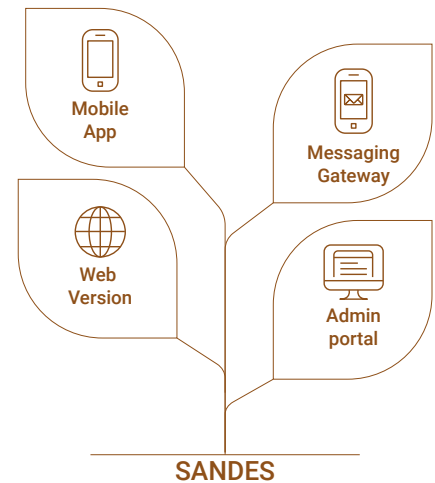 Mobile
App
Messaging
Gateway
Web
Version
Admin
portal
SANDES